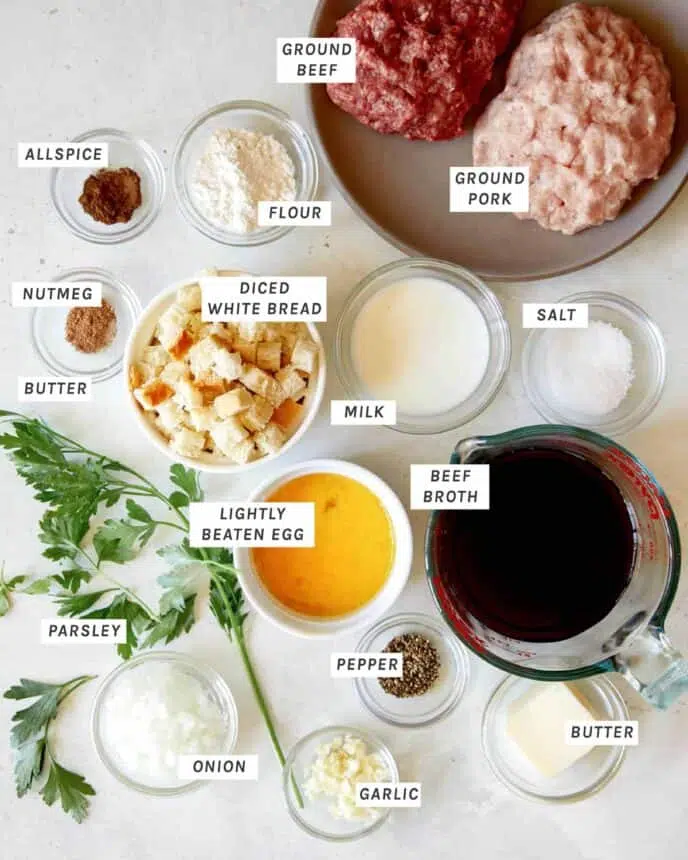 GROUND
BEEF
ALLSPICE
GROUND
PORK
FLOUR
NUTMEG
DICED
WHITE BREAD
SALT
BUTTER
MILK
BEEF
BROTH
LIGHTLY
BEATEN EGG
PARSLEY
PEPPER
BUTTER
ONION
GARLIC